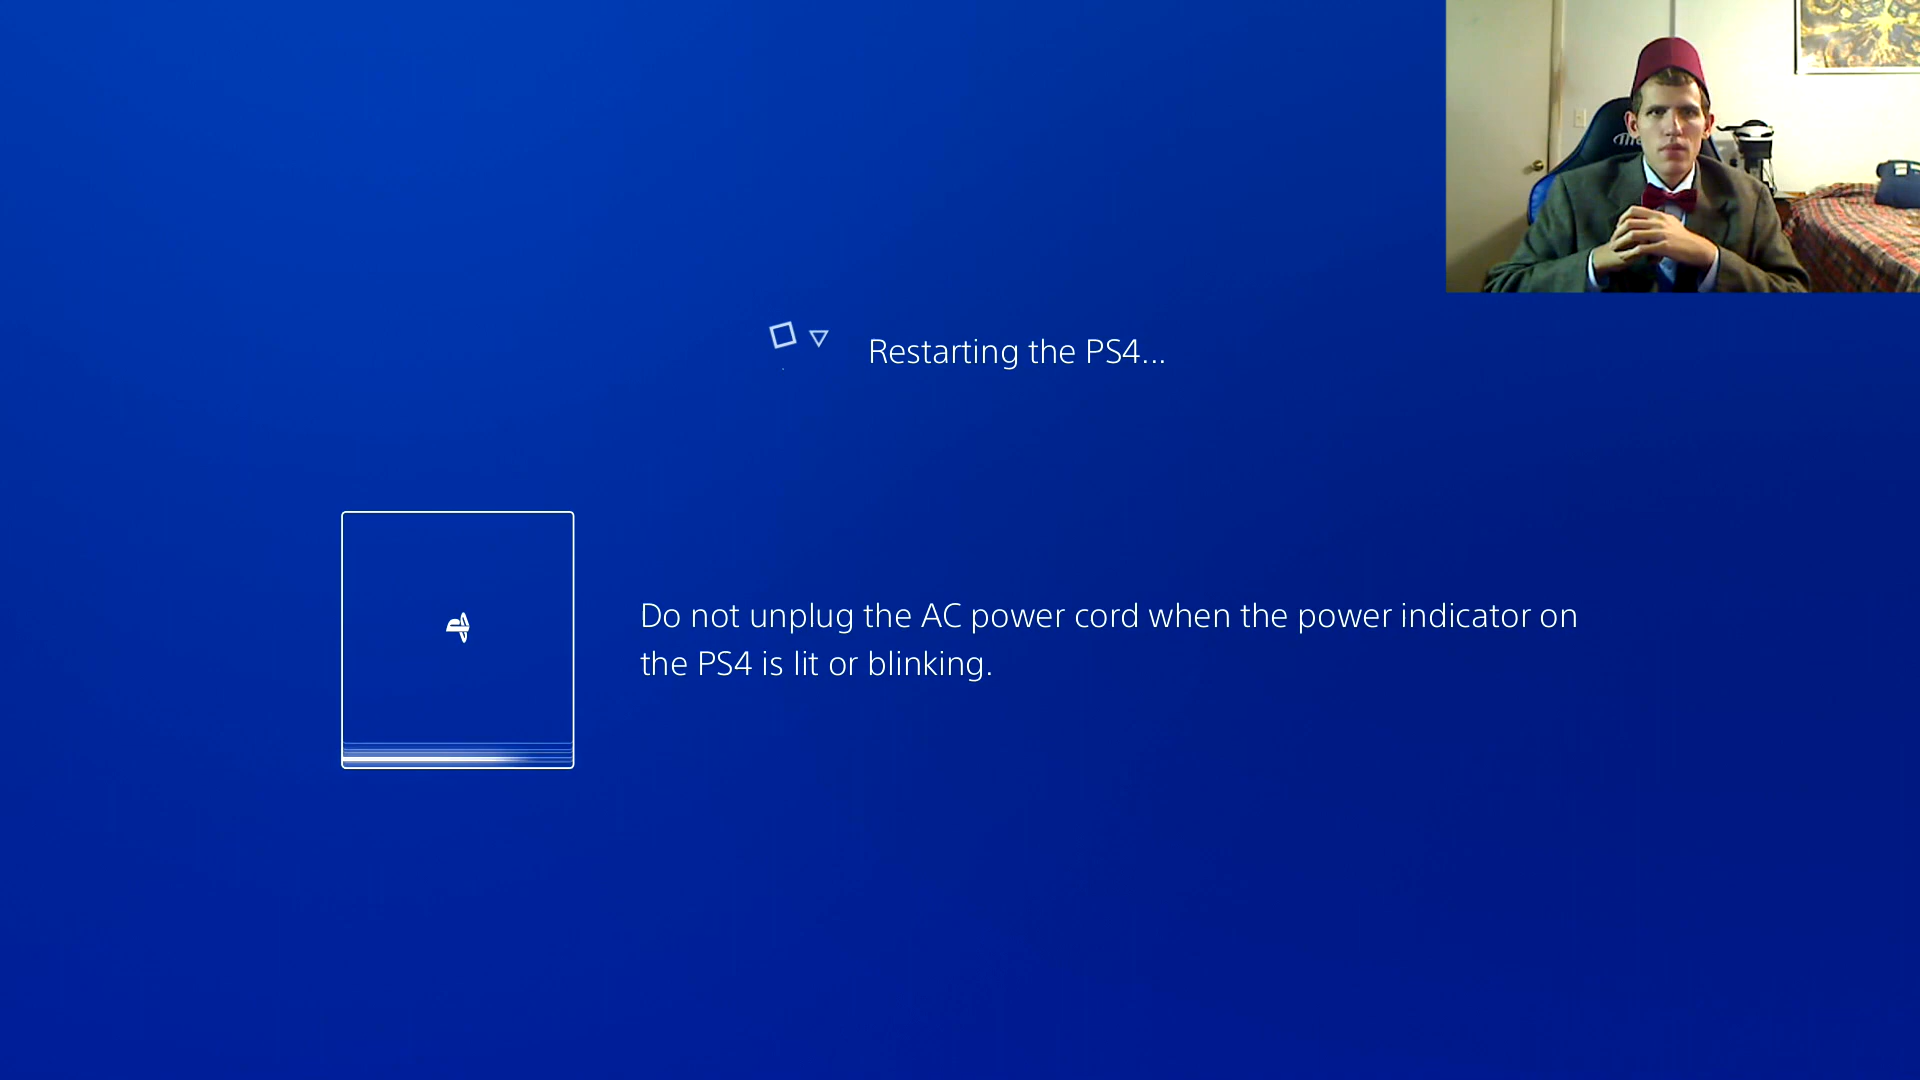 Restarting the PS4...
Do not unplug the AC power cord when the power indicator on
the PS4 is lit or blinking.